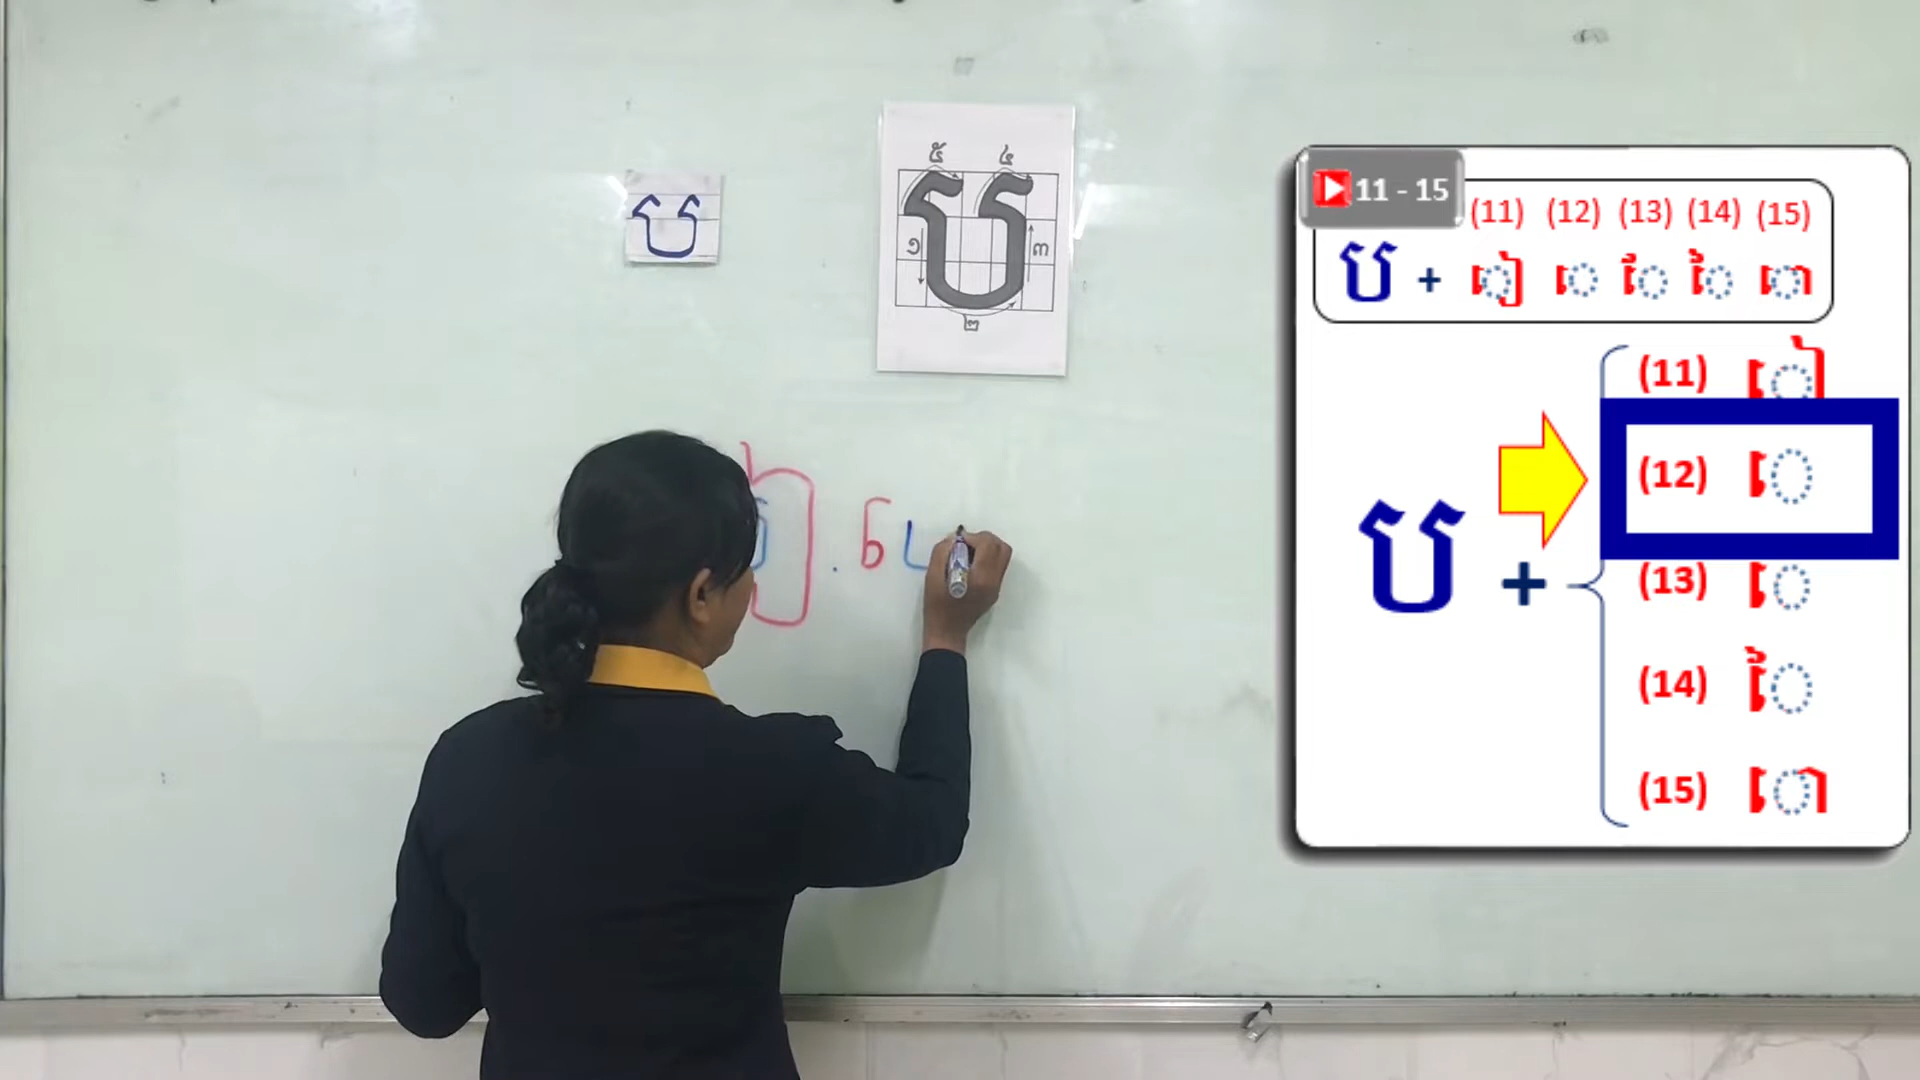 ៥ ៤
ប
១ ៣
២
ប
11 - 15
(11) (12) (13) (14) (15)
ប + ៀ េ ែ ៃ ោ
(11) ៀ
(12) េ
ប + (13) ែ
(14) ៃ
(15) ោ